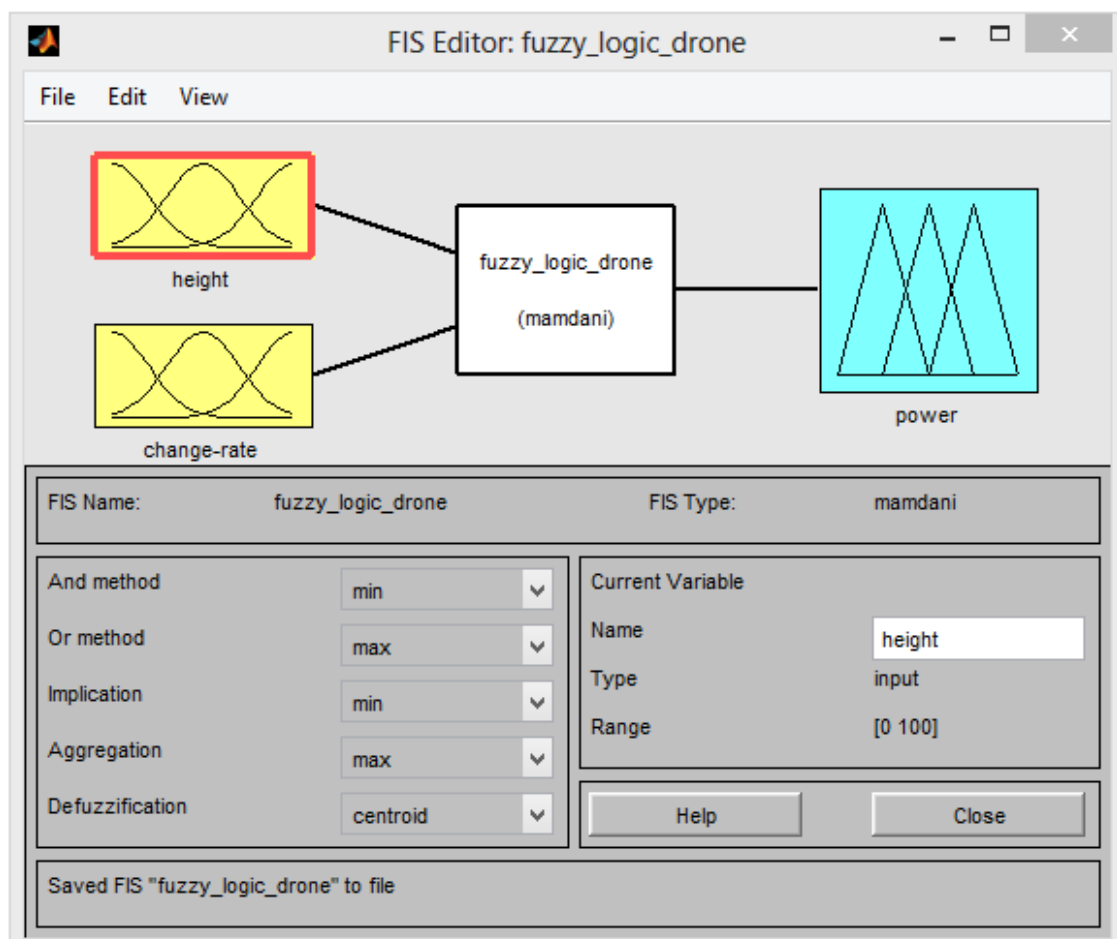 FIS Editor: fuzzy_logic_drone
File Edit View
height
change-rate
fuzzy_logic_drone
(mamdani)
power
FIS Name: fuzzy_logic_drone FIS Type: mamdani
And method min
Or method max
Implication min
Aggregation max
Defuzzification centroid
Current Variable
Name height
Type input
Range [0 100]
Help Close
Saved FIS "fuzzy_logic_drone" to file